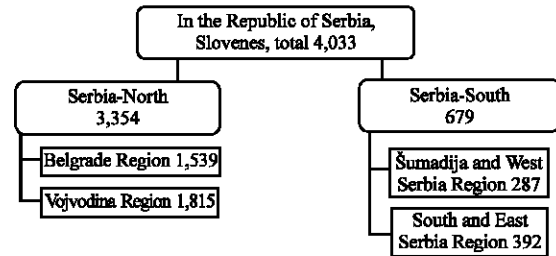 In the Republic of Serbia,
Slovenes, total 4,033
Serbia-North
3,354
Belgrade Region 1,539
Vojvodina Region 1,815
Serbia-South
679
Šumadija and West
Serbia Region 287
South and East
Serbia Region 392